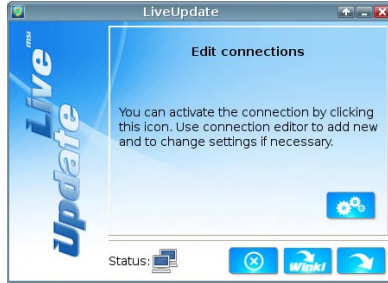 LiveUpdate
msi
Live
Update
Edit connections
You can activate the connection by clicking
this icon. Use connection editor to add new
and to change settings if necessary.
Status:
Winki